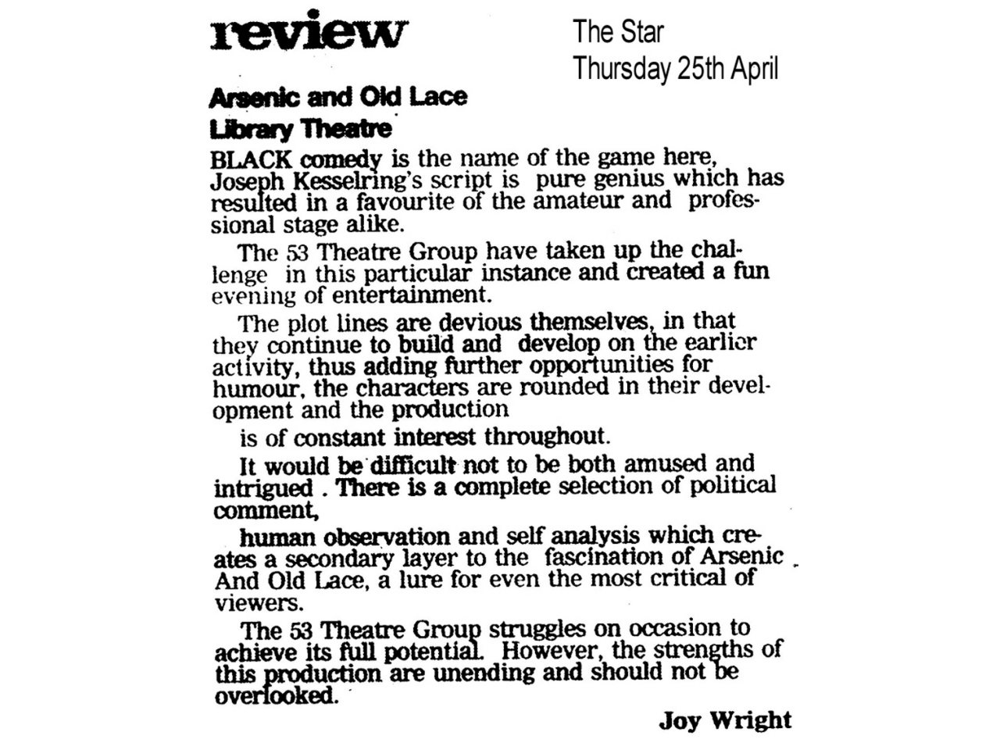 review
The Star
Thursday 25th April
Arsenic and Old Lace
Library Theatre
BLACK comedy is the name of the game here,
Joseph Kesselring's script is pure genius which has
resulted in a favourite of the amateur and profes-
sional stage alike.
The 53 Theatre Group have taken up the chal-
lenge in this particular instance and created a fun
evening of entertainment.
The plot lines are devious themselves, in that
they continue to build and develop on the earlier
activity, thus adding further opportunities for
humour, the characters are rounded in their devel-
opment and the production
is of constant interest throughout.
It would be difficult not to be both amused and
intrigued . There is a complete selection of political
comment,
human observation and self analysis which cre-
ates a secondary layer to the fascination of Arsenic
And Old Lace, a lure for even the most critical of
viewers.
The 53 Theatre Group struggles on occasion to
achieve its full potential. However, the strengths of
this production are unending and should not be
overlooked.
Joy Wright